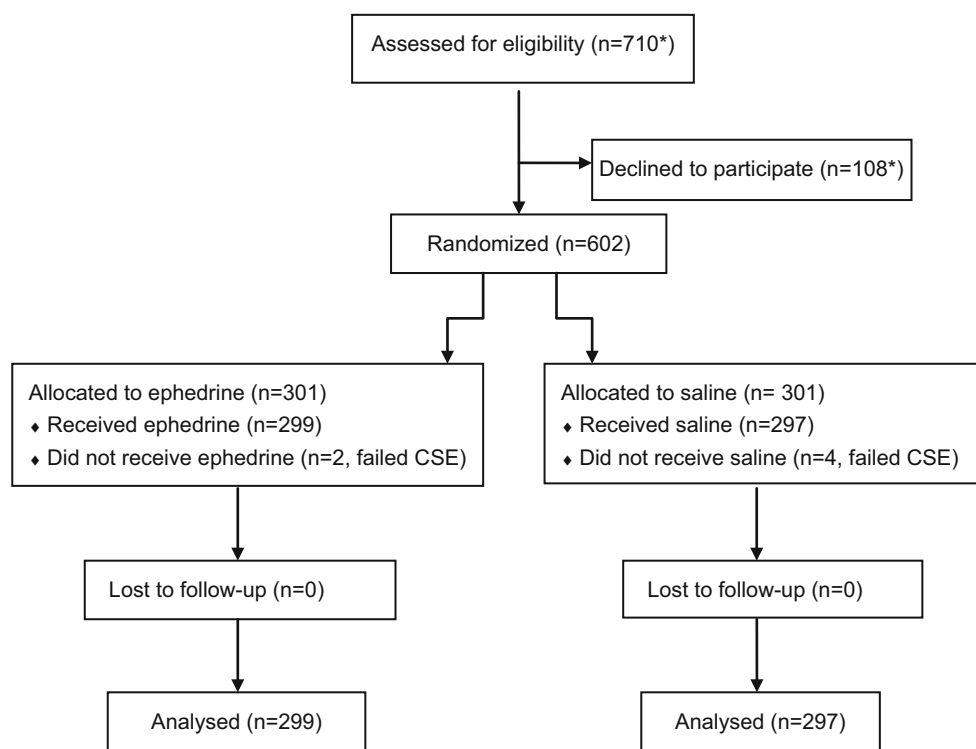 Assessed for eligibility (n=710*)
Declined to participate (n=108*)
Randomized (n=602)
Allocated to ephedrine (n=301)
♦ Received ephedrine (n=299)
♦ Did not receive ephedrine (n=2, failed CSE)
Allocated to saline (n= 301)
♦ Received saline (n=297)
♦ Did not receive saline (n=4, failed CSE)
Lost to follow-up (n=0)
Lost to follow-up (n=0)
Analysed (n=299)
Analysed (n=297)